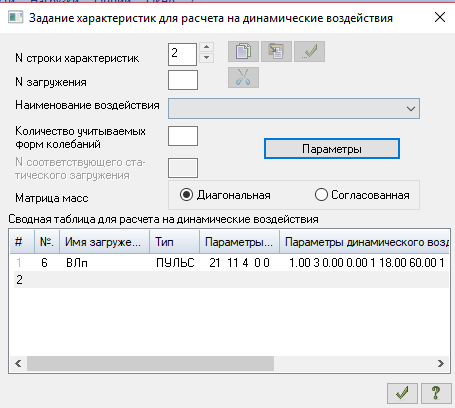 Задание характеристик для расчета на динамические воздействия
N строки характеристик 2
N загружения
Наименование воздействия
Количество учитываемых
форм колебаний
Параметры
N соответствующего ста-
тического загружения
Матрица масс Диагональная Согласованная
Сводная таблица для расчета на динамические воздействия
# №. Имя загруже... Тип Параметры... Параметры динамического возд
1 6 ВЛп ПУЛЬС 21 11 4 0 0 1.00 3 0.00 0.00 1 18.00 60.00 1
2